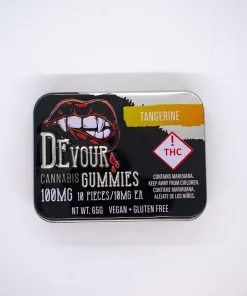 TANGERINE
DEVOUR
CANNABIS GUMMIES
100MG 10 PIECES/10MG EA
NT WT. 65G VEGAN • GLUTEN FREE
!
THC
CONTAINS MARIJUANA.
KEEP AWAY FROM CHILDREN.
CONTIENE MARIHUANA.
ALÉJATE DE LOS NIÑOS.